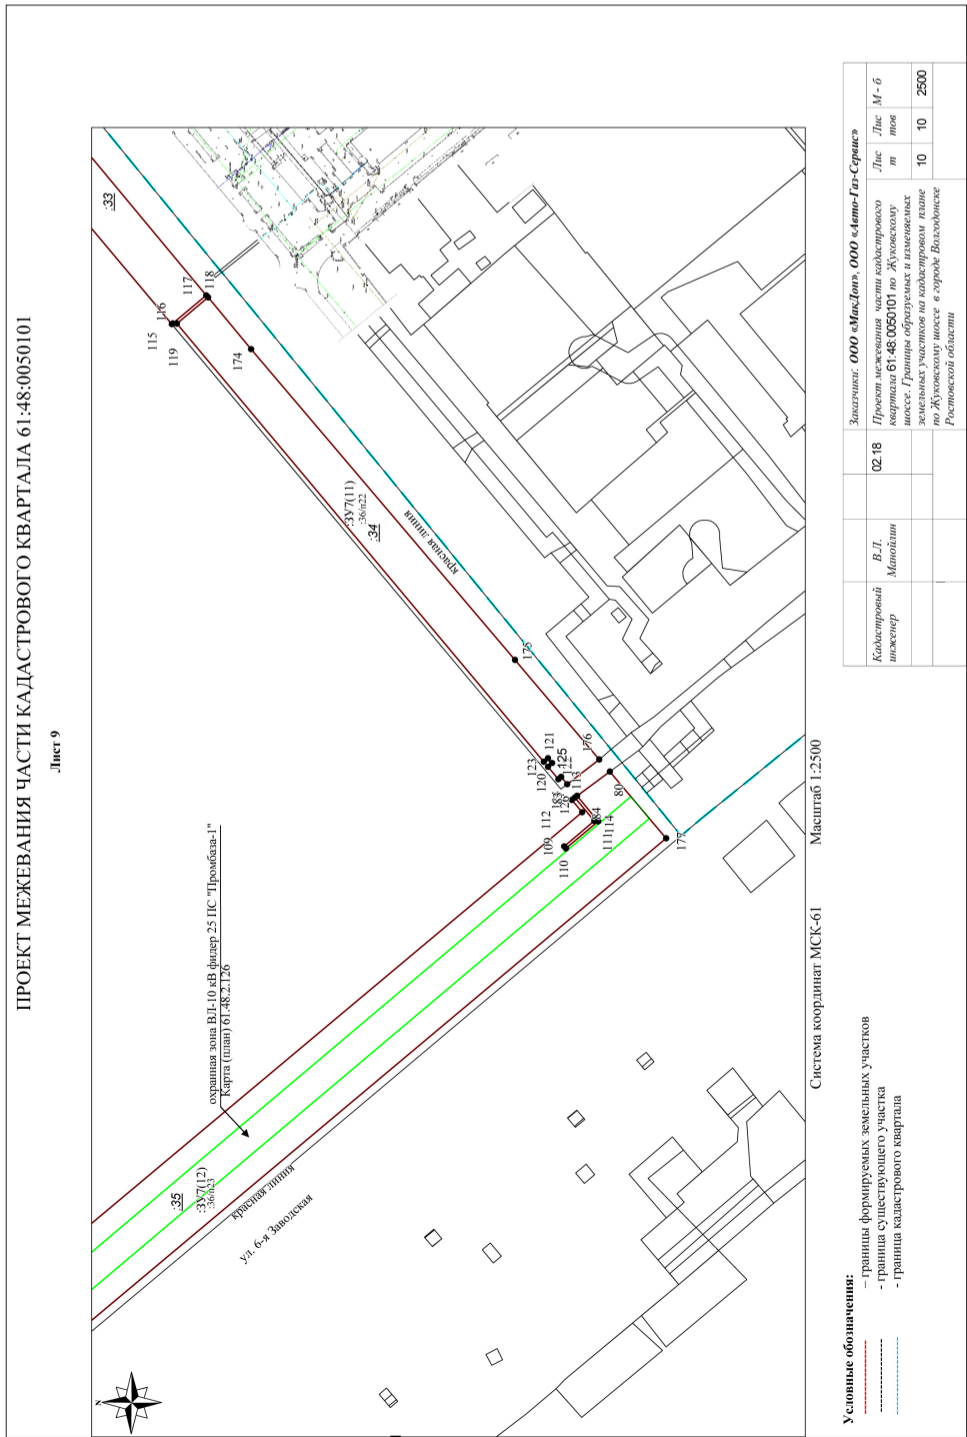 ПРОЕКТ МЕЖЕВАНИЯ ЧАСТИ КАДАСТРОВОГО КВАРТАЛА 61:48:0050101
Лист 9
:33
115
116
117
118
119
174
:ЗУ7(11)
:36/п22
:34
красная линия
175
123
121
120
125
122
176
126
113
80
112
109
110
111
114
84
177
охранная зона ВЛ-10 кВ фидер 25 ПС "Промбаза-1"
Карта (план) 61.48.2.126
:35
:ЗУ7(12)
:36/п23
красная линия
ул. 6-я Заводская
N
Система координат МСК-61
Масштаб 1:2500
Условные обозначения:
– границы формируемых земельных участков
- граница существующего участка
- граница кадастрового квартала
Заказчики: ООО «МакДон», ООО «Авто-Газ-Сервис»
Кадастровый
инженер
В.Л.
Манойлин
02.18
Проект межевания части кадастрового
квартала 61:48:0050101 по Жуковскому
шоссе. Границы образуемых и изменяемых
земельных участков на кадастровом плане
по Жуковскому шоссе в городе Волгодонске
Ростовской области
Лис
т
Лис
тов
М - б
10
10
2500